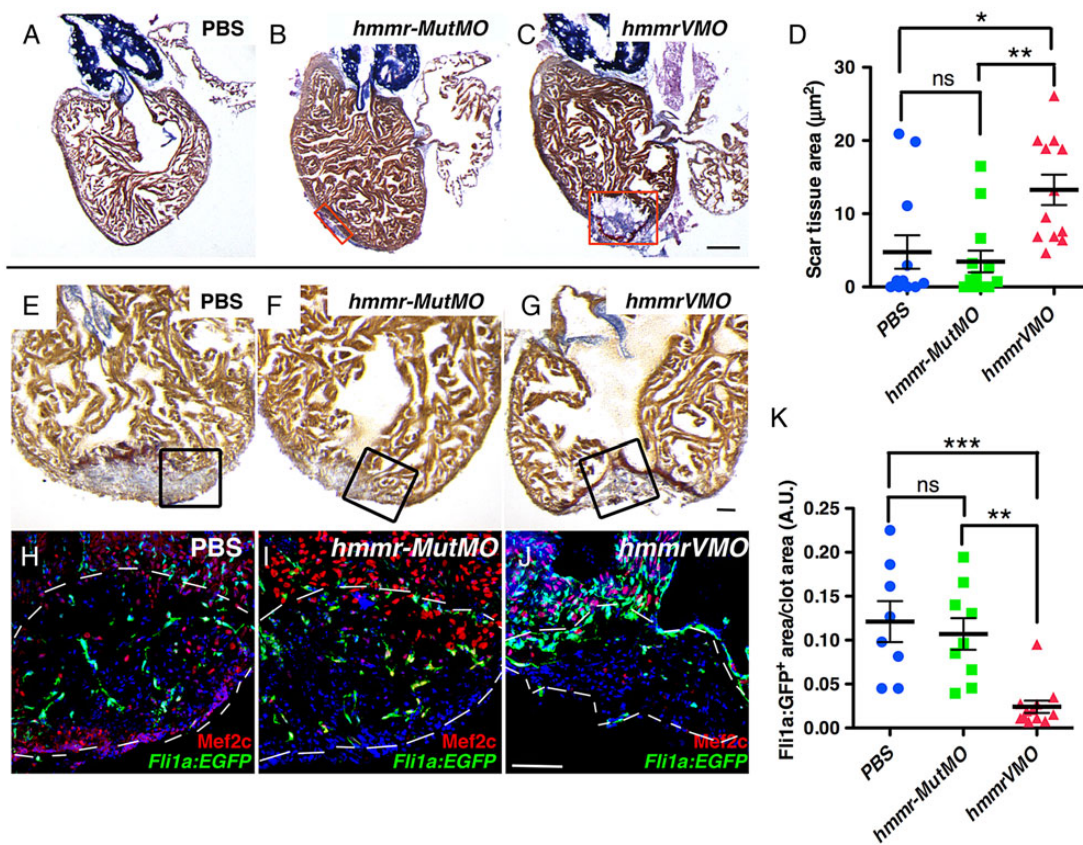 A PBS
B hmmr-MutMO
C hmmrVMO
D
* 
**
ns
Scar tissue area (µm²)
30
20
10
0
PBS
hmmr-MutMO
hmmrVMO
E PBS
F hmmr-MutMO
G hmmrVMO
H PBS
Mef2c
Fli1a:EGFP
I hmmr-MutMO
Mef2c
Fli1a:EGFP
J hmmrVMO
Mef2c
Fli1a:EGFP
K
***
ns
**
Fli1a:GFP⁺ area/clot area (A.U.)
0.25
0.20
0.15
0.10
0.05
0.00
PBS
hmmr-MutMO
hmmrVMO